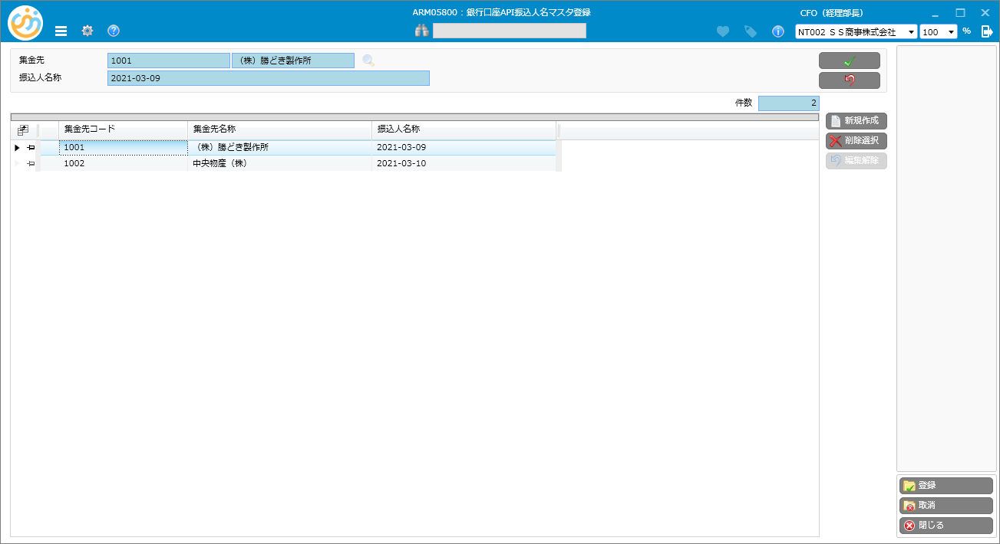 ARM05800：銀行口座API振込人名マスタ登録
CFO（経理部長）
NT002 ＳＳ商事株式会社 100 %
集金先 1001 （株）勝どき製作所
振込人名称 2021-03-09
件数 2
集金先コード 集金先名称 振込人名称
1001 （株）勝どき製作所 2021-03-09
1002 中央物産（株） 2021-03-10
新規作成
削除選択
編集解除
登録
取消
閉じる